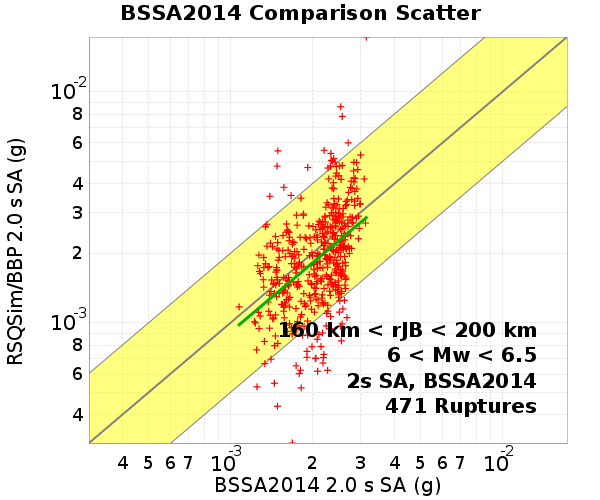 BSSA2014 Comparison Scatter
RSQSim/BBP 2.0 s SA (g)
10-2
8
6
4
3
2
10-3
8
6
4
160 km < rJB < 200 km
6 < Mw < 6.5
2s SA, BSSA2014
471 Ruptures
4 5 6 7 10-3 2 3 4 5 6 7 10-2
BSSA2014 2.0 s SA (g)